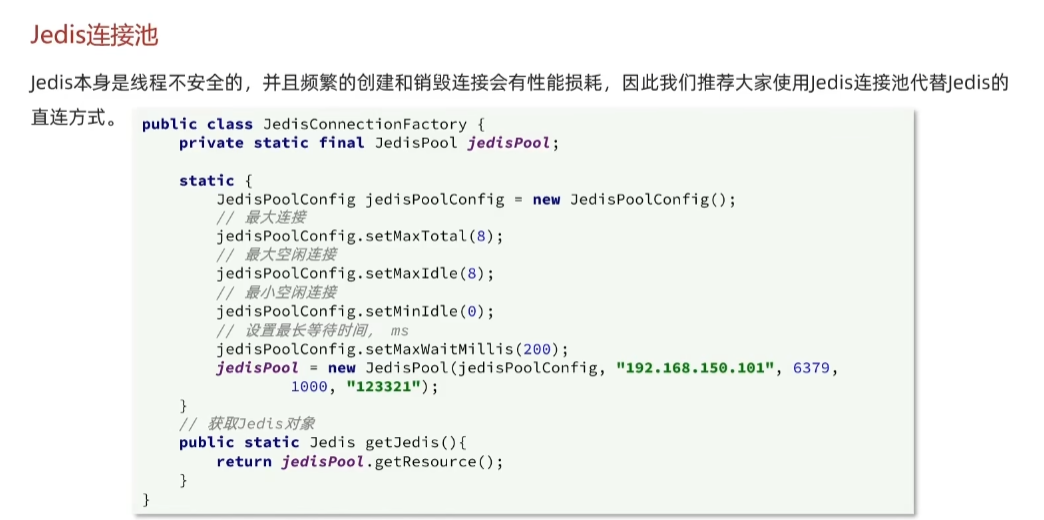 Jedis连接池
Jedis本身是线程不安全的，并且频繁的创建和销毁连接会有性能损耗，因此我们推荐大家使用Jedis连接池代替Jedis的
直连方式。
public class JedisConnectionFactory {
    private static final JedisPool jedisPool;

    static {
        JedisPoolConfig jedisPoolConfig = new JedisPoolConfig();
        // 最大连接
        jedisPoolConfig.setMaxTotal(8);
        // 最大空闲连接
        jedisPoolConfig.setMaxIdle(8);
        // 最小空闲连接
        jedisPoolConfig.setMinIdle(0);
        // 设置最长等待时间， ms
        jedisPoolConfig.setMaxWaitMillis(200);
        jedisPool = new JedisPool(jedisPoolConfig, "192.168.150.101", 6379,
                1000, "123321");
    }
    // 获取Jedis对象
    public static Jedis getJedis(){
        return jedisPool.getResource();
    }
}